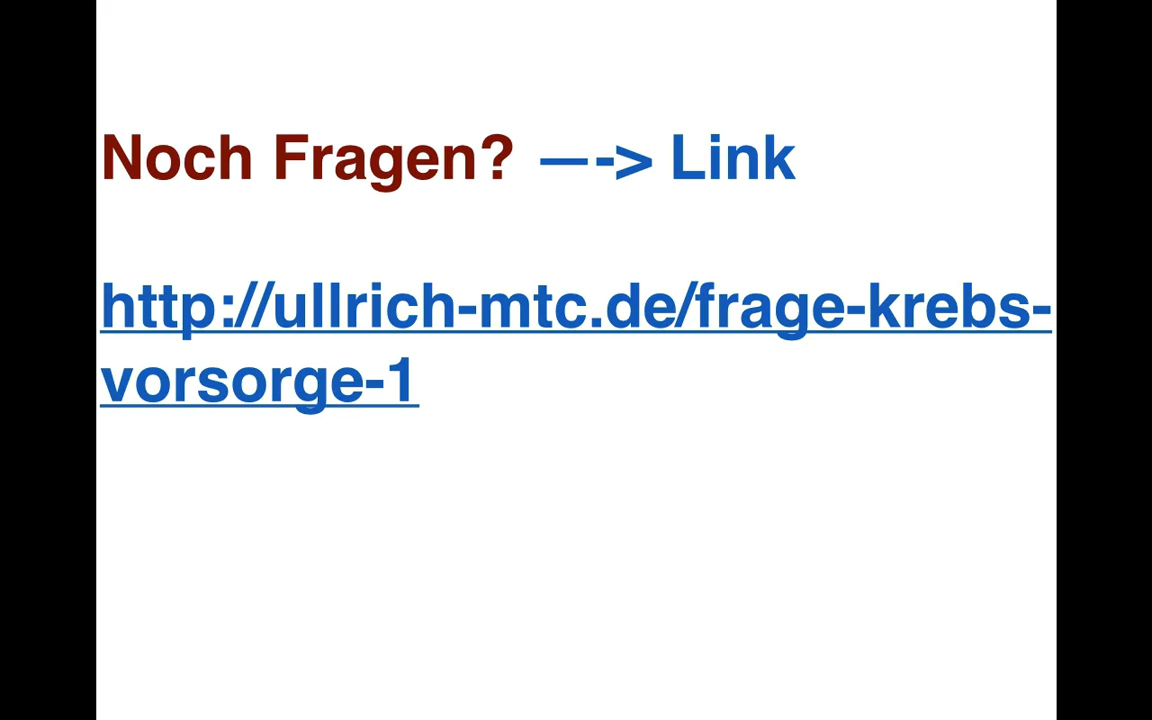 Noch Fragen? —-> Link
http://ullrich-mtc.de/frage-krebs-
vorsorge-1